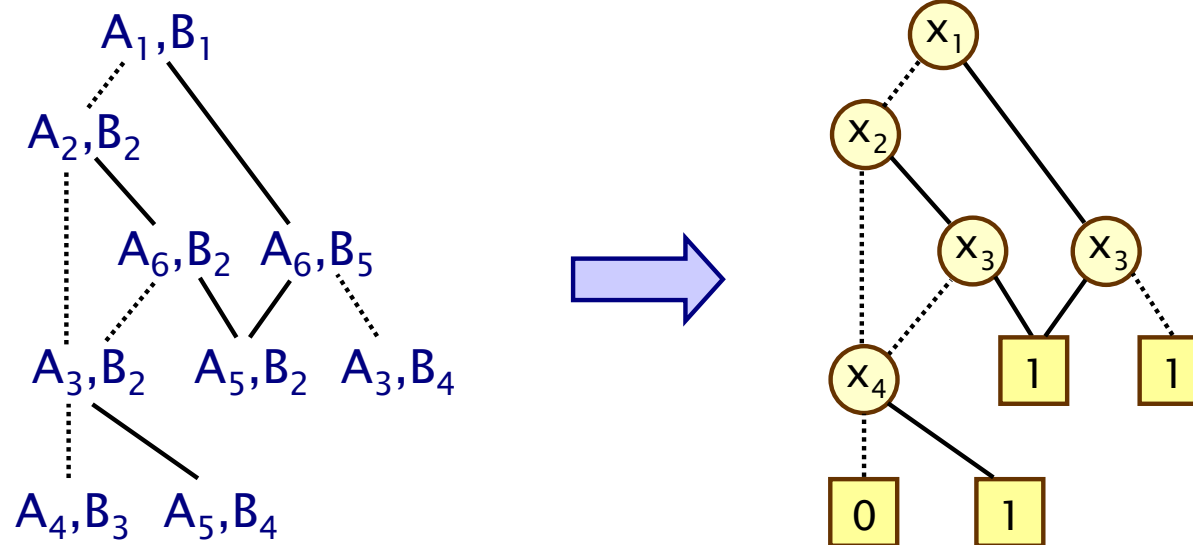 A₁,B₁
A₂,B₂
A₆,B₂ A₆,B₅
A₃,B₂ A₅,B₂ A₃,B₄
A₄,B₃ A₅,B₄
x₁
x₂
x₃ x₃
x₄ 1 1
0 1